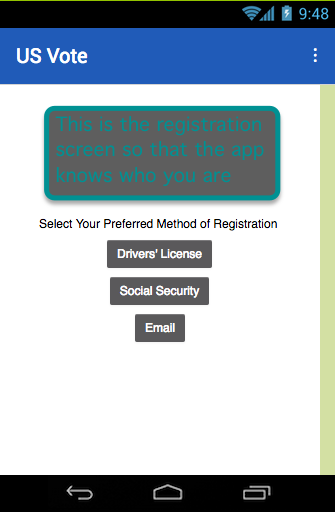 9:48
US Vote
This is the registration
screen so that the app
knows who you are
Select Your Preferred Method of Registration
Drivers' License
Social Security
Email